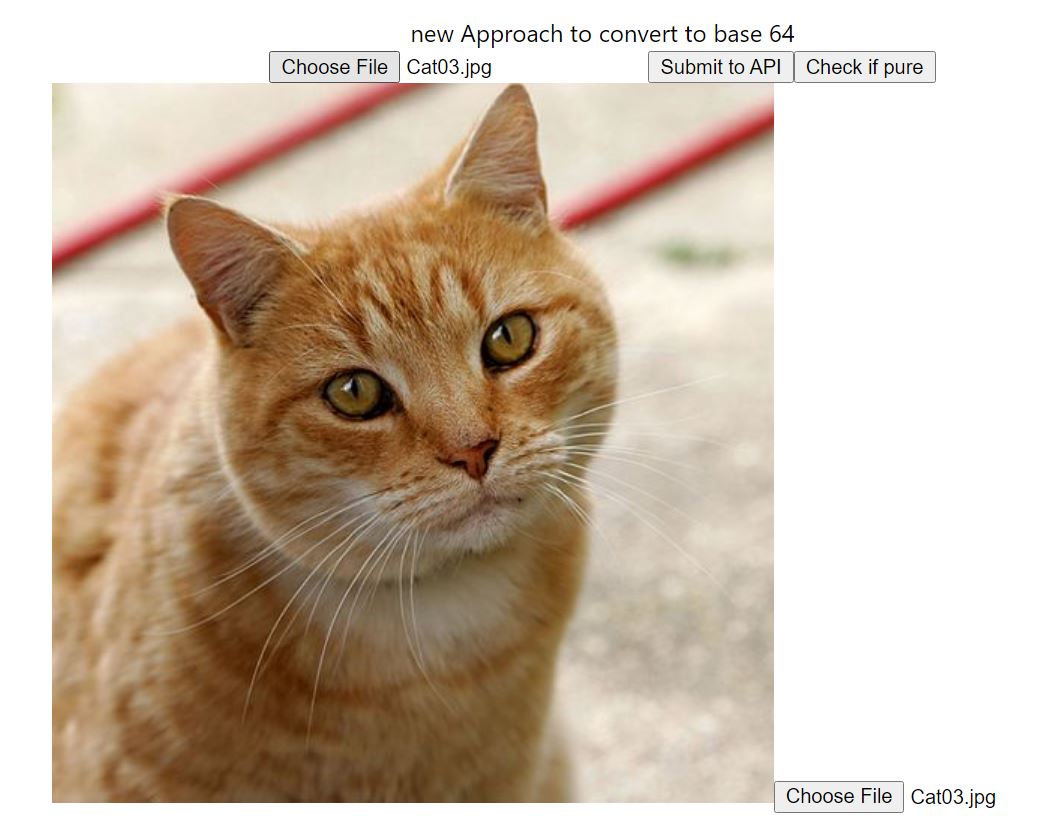 new Approach to convert to base 64
Choose File Cat03.jpg Submit to API Check if pure
Choose File Cat03.jpg